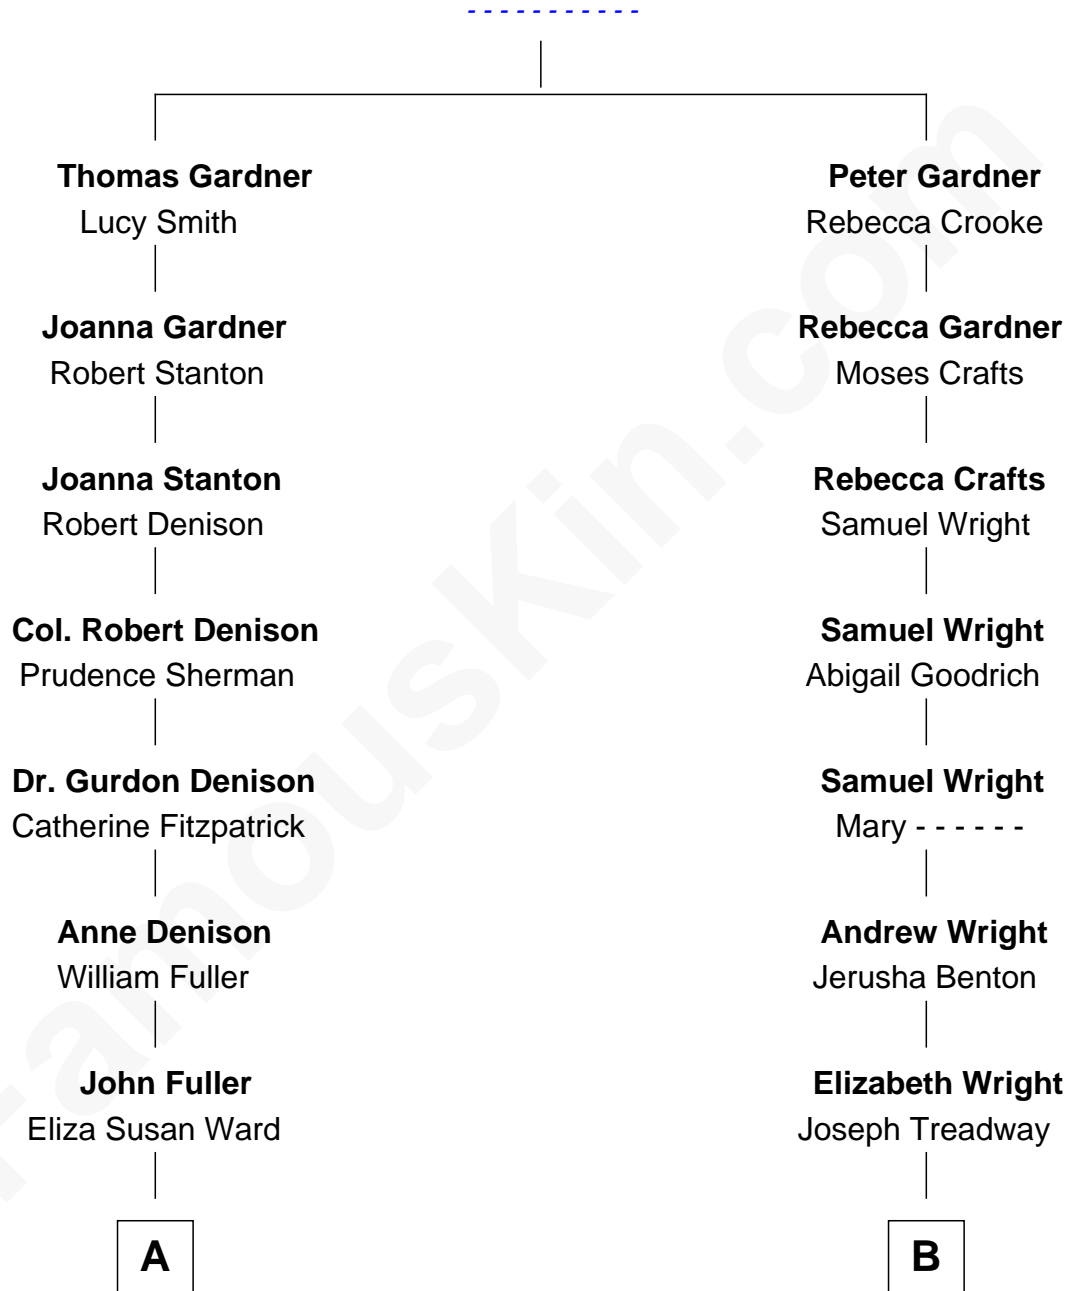 - - - - - - - - - - -
Thomas Gardner
Lucy Smith
Peter Gardner
Rebecca Crooke
Joanna Gardner
Robert Stanton
Rebecca Gardner
Moses Crafts
Joanna Stanton
Robert Denison
Rebecca Crafts
Samuel Wright
Col. Robert Denison
Prudence Sherman
Samuel Wright
Abigail Goodrich
Dr. Gurdon Denison
Catherine Fitzpatrick
Samuel Wright
Mary - - - - - -
Anne Denison
William Fuller
Andrew Wright
Jerusha Benton
John Fuller
Eliza Susan Ward
Elizabeth Wright
Joseph Treadway
A
B
FamousKin.com